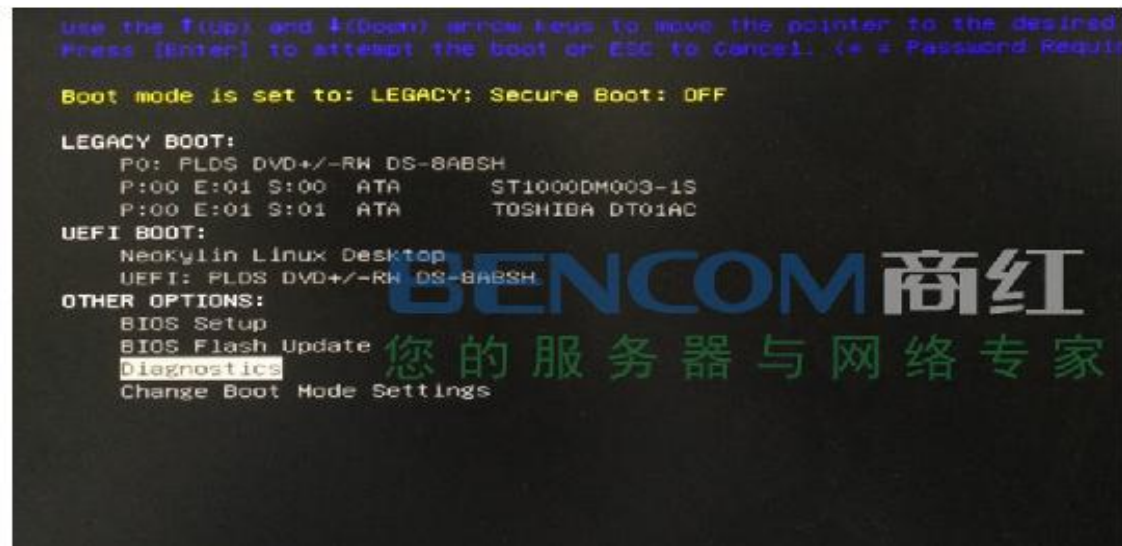 use the ↑(Up) and ↓(Down) arrow keys to move the pointer to the desired
Press [Enter] to attempt the boot or ESC to Cancel. (* = Password Requi
Boot mode is set to: LEGACY; Secure Boot: OFF
LEGACY BOOT:
PO: PLDS DVD+/-RW DS-8ABSH
P:00 E:01 S:00 ATA ST1000DM003-1S
P:00 E:01 S:01 ATA TOSHIBA DT01AC
UEFI BOOT:
NeoKylin Linux Desktop
UEFI: PLDS DVD+/-RW DS-8ABSH
BENCOM商红
OTHER OPTIONS:
BIOS Setup
BIOS Flash Update
您的服务器与网络专家
Diagnostics
Change Boot Mode Settings